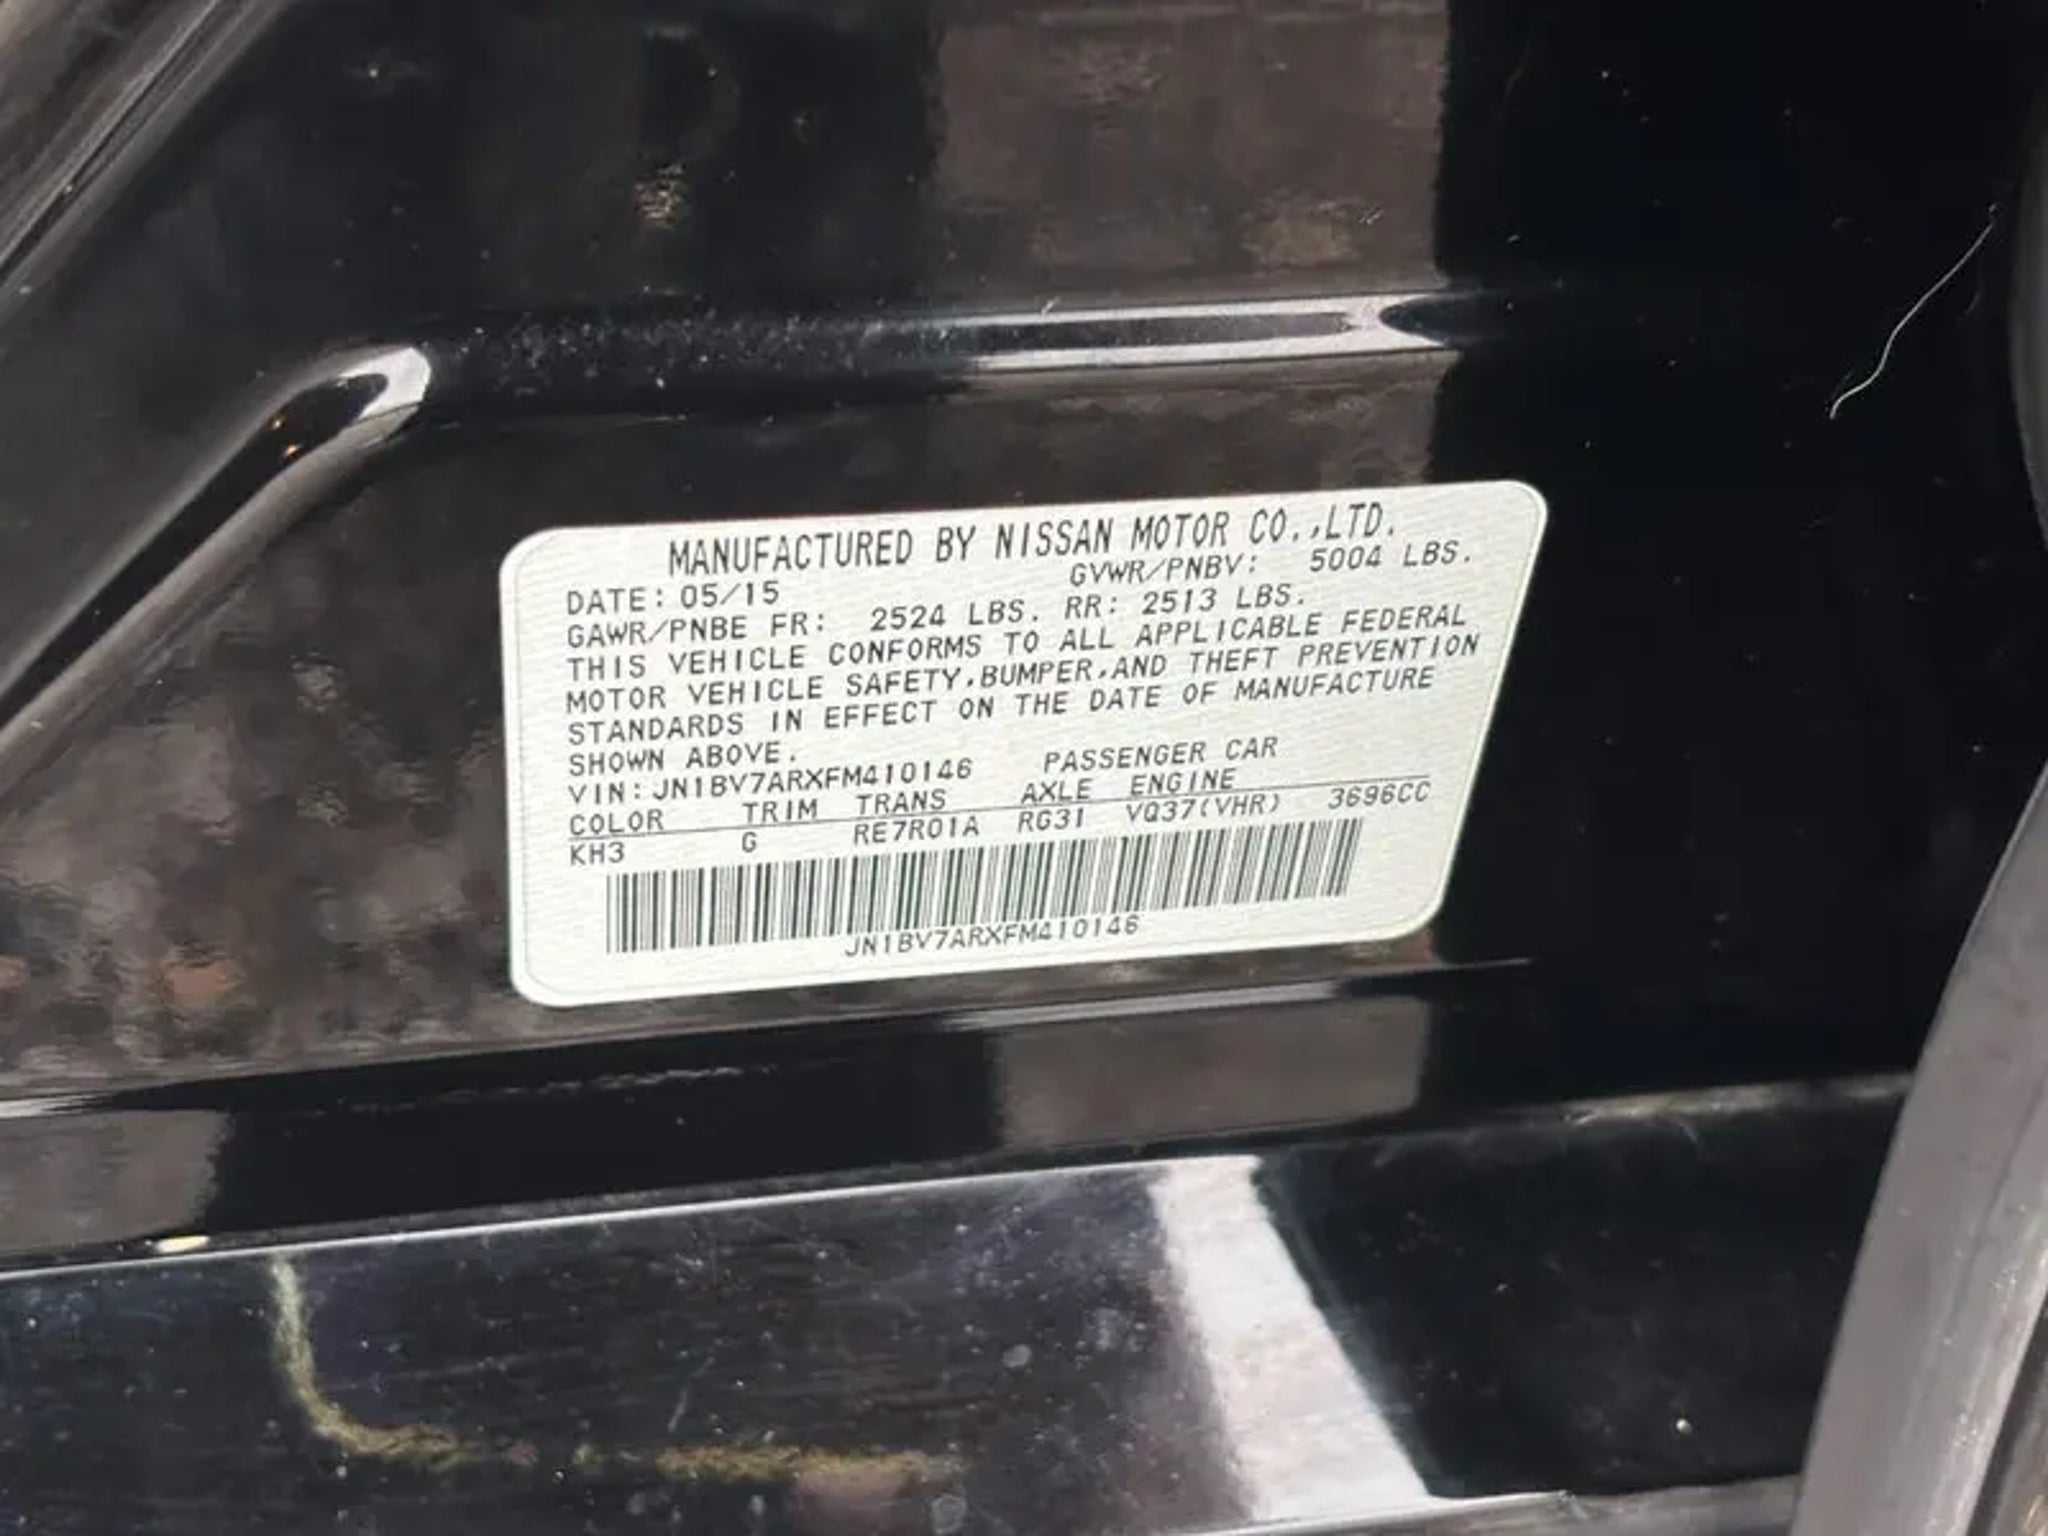 MANUFACTURED BY NISSAN MOTOR CO.,LTD.
DATE: 05/15 GVWR/PNBV: 5004 LBS.
GAWR/PNBE FR: 2524 LBS. RR: 2513 LBS.
THIS VEHICLE CONFORMS TO ALL APPLICABLE FEDERAL
MOTOR VEHICLE SAFETY,BUMPER,AND THEFT PREVENTION
STANDARDS IN EFFECT ON THE DATE OF MANUFACTURE
SHOWN ABOVE.
VIN: JN1BV7ARXFM410146 PASSENGER CAR
COLOR TRIM TRANS AXLE ENGINE
KH3 G RE7R01A RG31 VQ37(VHR) 3696CC
JN1BV7ARXFM410146